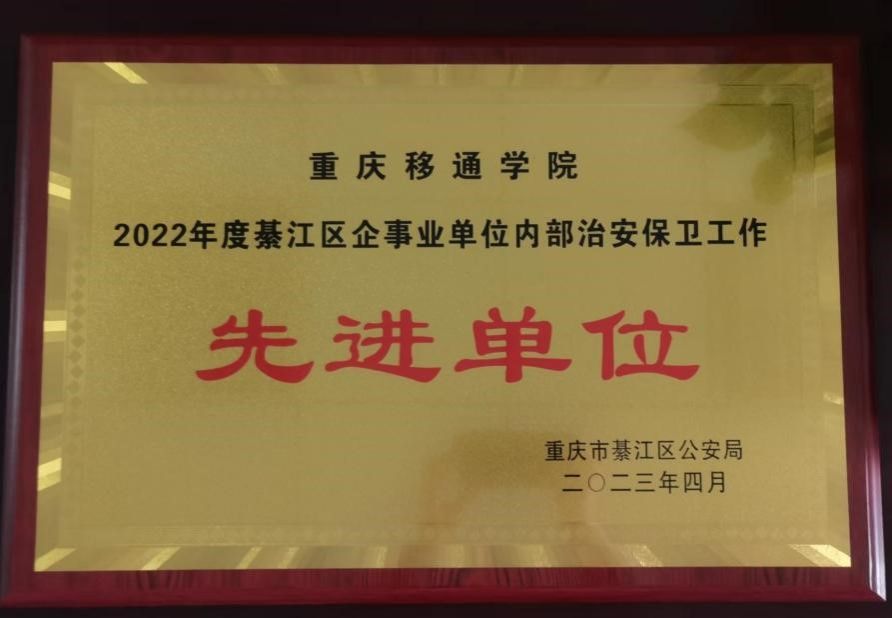 重庆移通学院
2022年度綦江区企事业单位内部治安保卫工作
先进单位
重庆市綦江区公安局
二〇二三年四月